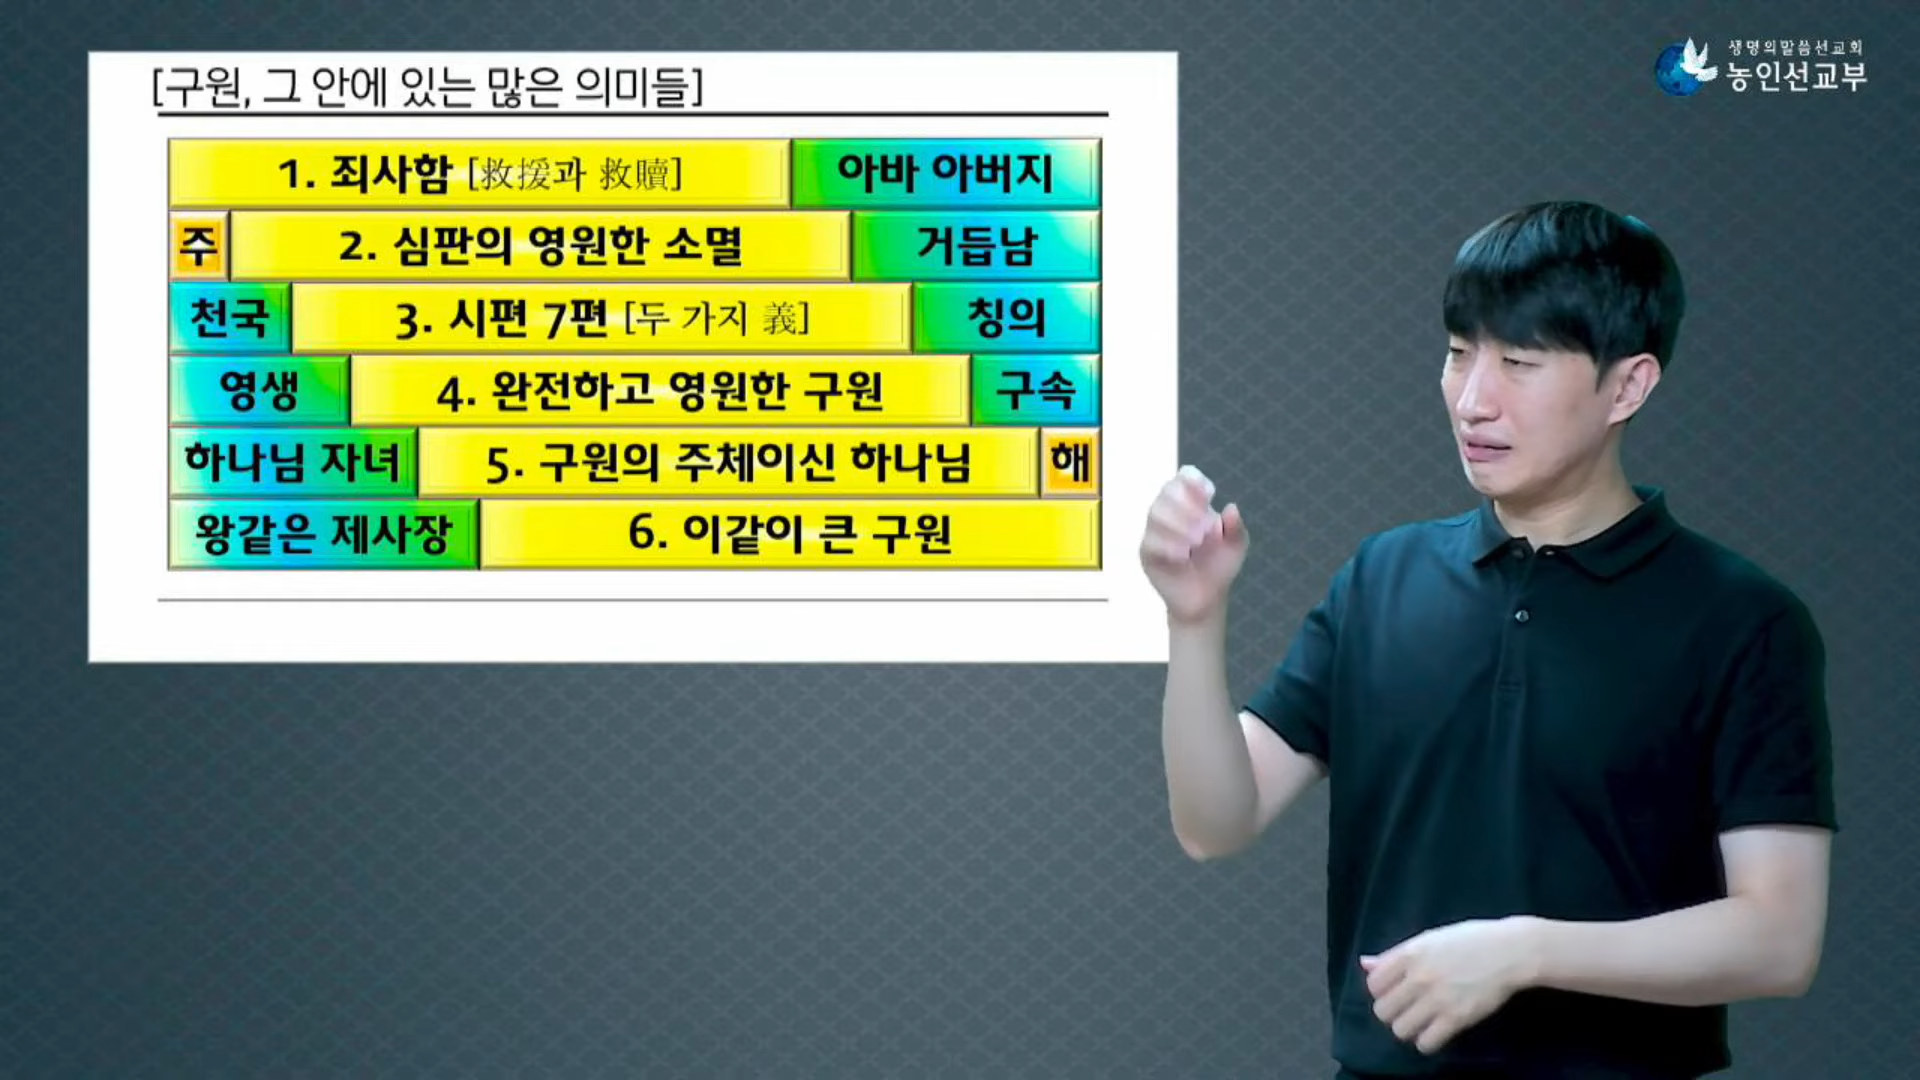 [구원, 그 안에 있는 많은 의미들]
1. 죄사함 [救援과 救贖] 아바 아버지
주 2. 심판의 영원한 소멸 거듭남
천국 3. 시편 7편 [두 가지 義] 칭의
영생 4. 완전하고 영원한 구원 구속
하나님 자녀 5. 구원의 주체이신 하나님 해
왕같은 제사장 6. 이같이 큰 구원
생명의말씀선교회
농인선교부